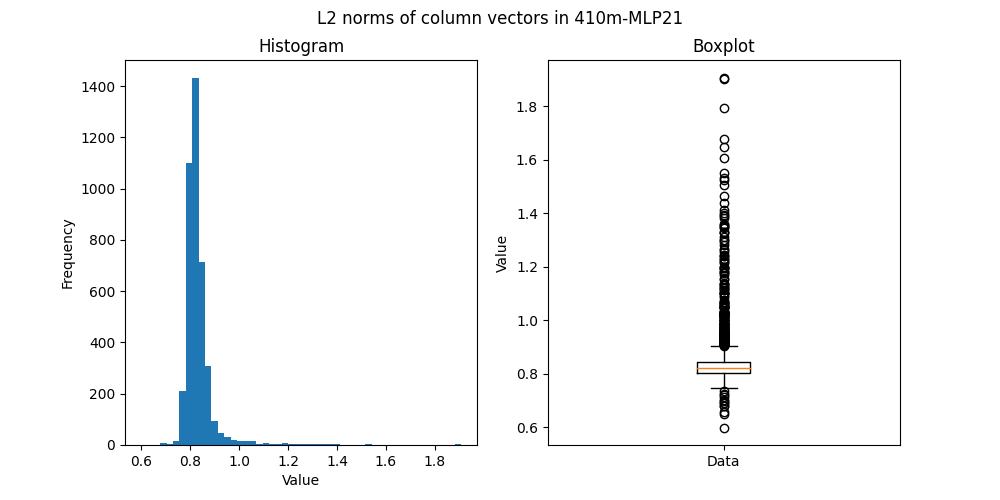 L2 norms of column vectors in 410m-MLP21
Histogram
Frequency
1400
1200
1000
800
600
400
200
0
0.6 0.8 1.0 1.2 1.4 1.6 1.8
Value
Boxplot
Value
1.8
1.6
1.4
1.2
1.0
0.8
0.6
Data